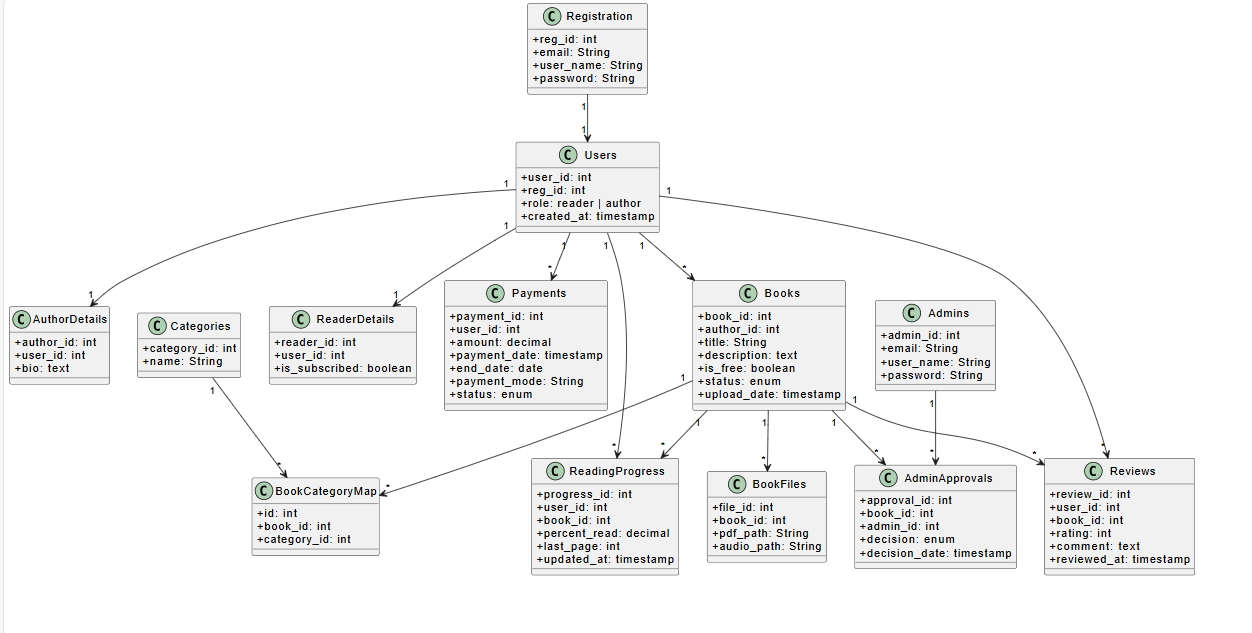 C Registration
+reg_id: int
+email: String
+user_name: String
+password: String
1
1
C Users
+user_id: int
+reg_id: int
+role: reader | author
+created_at: timestamp
1
1
1
1
1
1
1
1
*
*
C AuthorDetails
+author_id: int
+user_id: int
+bio: text
C Categories
+category_id: int
+name: String
C ReaderDetails
+reader_id: int
+user_id: int
+is_subscribed: boolean
C Payments
+payment_id: int
+user_id: int
+amount: decimal
+payment_date: timestamp
+end_date: date
+payment_mode: String
+status: enum
C Books
+book_id: int
+author_id: int
+title: String
+description: text
+is_free: boolean
+status: enum
+upload_date: timestamp
C Admins
+admin_id: int
+email: String
+user_name: String
+password: String
1
1
1
1
1
1
1
*
*
*
*
*
*
*
*
*
C BookCategoryMap
+id: int
+book_id: int
+category_id: int
C ReadingProgress
+progress_id: int
+user_id: int
+book_id: int
+percent_read: decimal
+last_page: int
+updated_at: timestamp
C BookFiles
+file_id: int
+book_id: int
+pdf_path: String
+audio_path: String
C AdminApprovals
+approval_id: int
+book_id: int
+admin_id: int
+decision: enum
+decision_date: timestamp
C Reviews
+review_id: int
+user_id: int
+book_id: int
+rating: int
+comment: text
+reviewed_at: timestamp